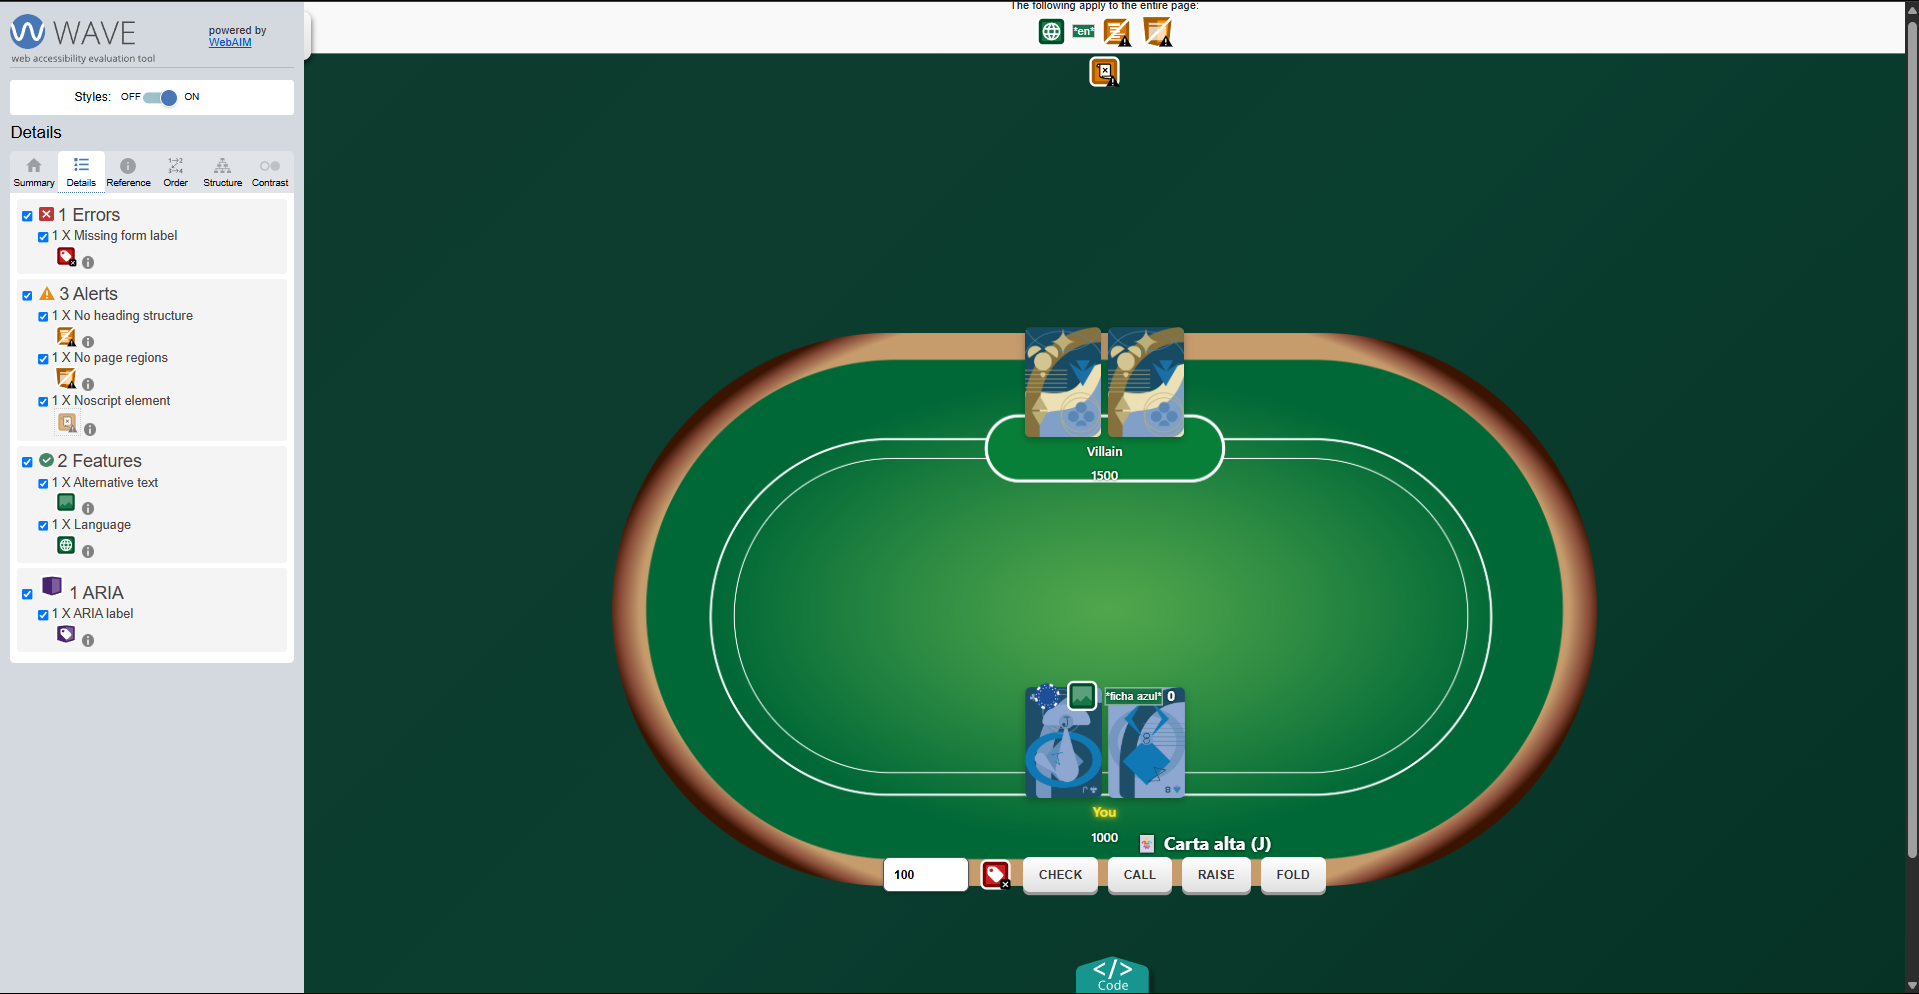 WAVE
powered by
WebAIM
web accessibility evaluation tool
Styles: OFF ON
Details
Summary Details Reference Order Structure Contrast
1 Errors
1 X Missing form label
3 Alerts
1 X No heading structure
1 X No page regions
1 X Noscript element
2 Features
1 X Alternative text
1 X Language
1 ARIA
1 X ARIA label
The following apply to the entire page:
*en*
Villain
1500
*ficha azul* 0
J
8
J
8
You
1000
Carta alta (J)
100
CHECK CALL RAISE FOLD
</>
Code